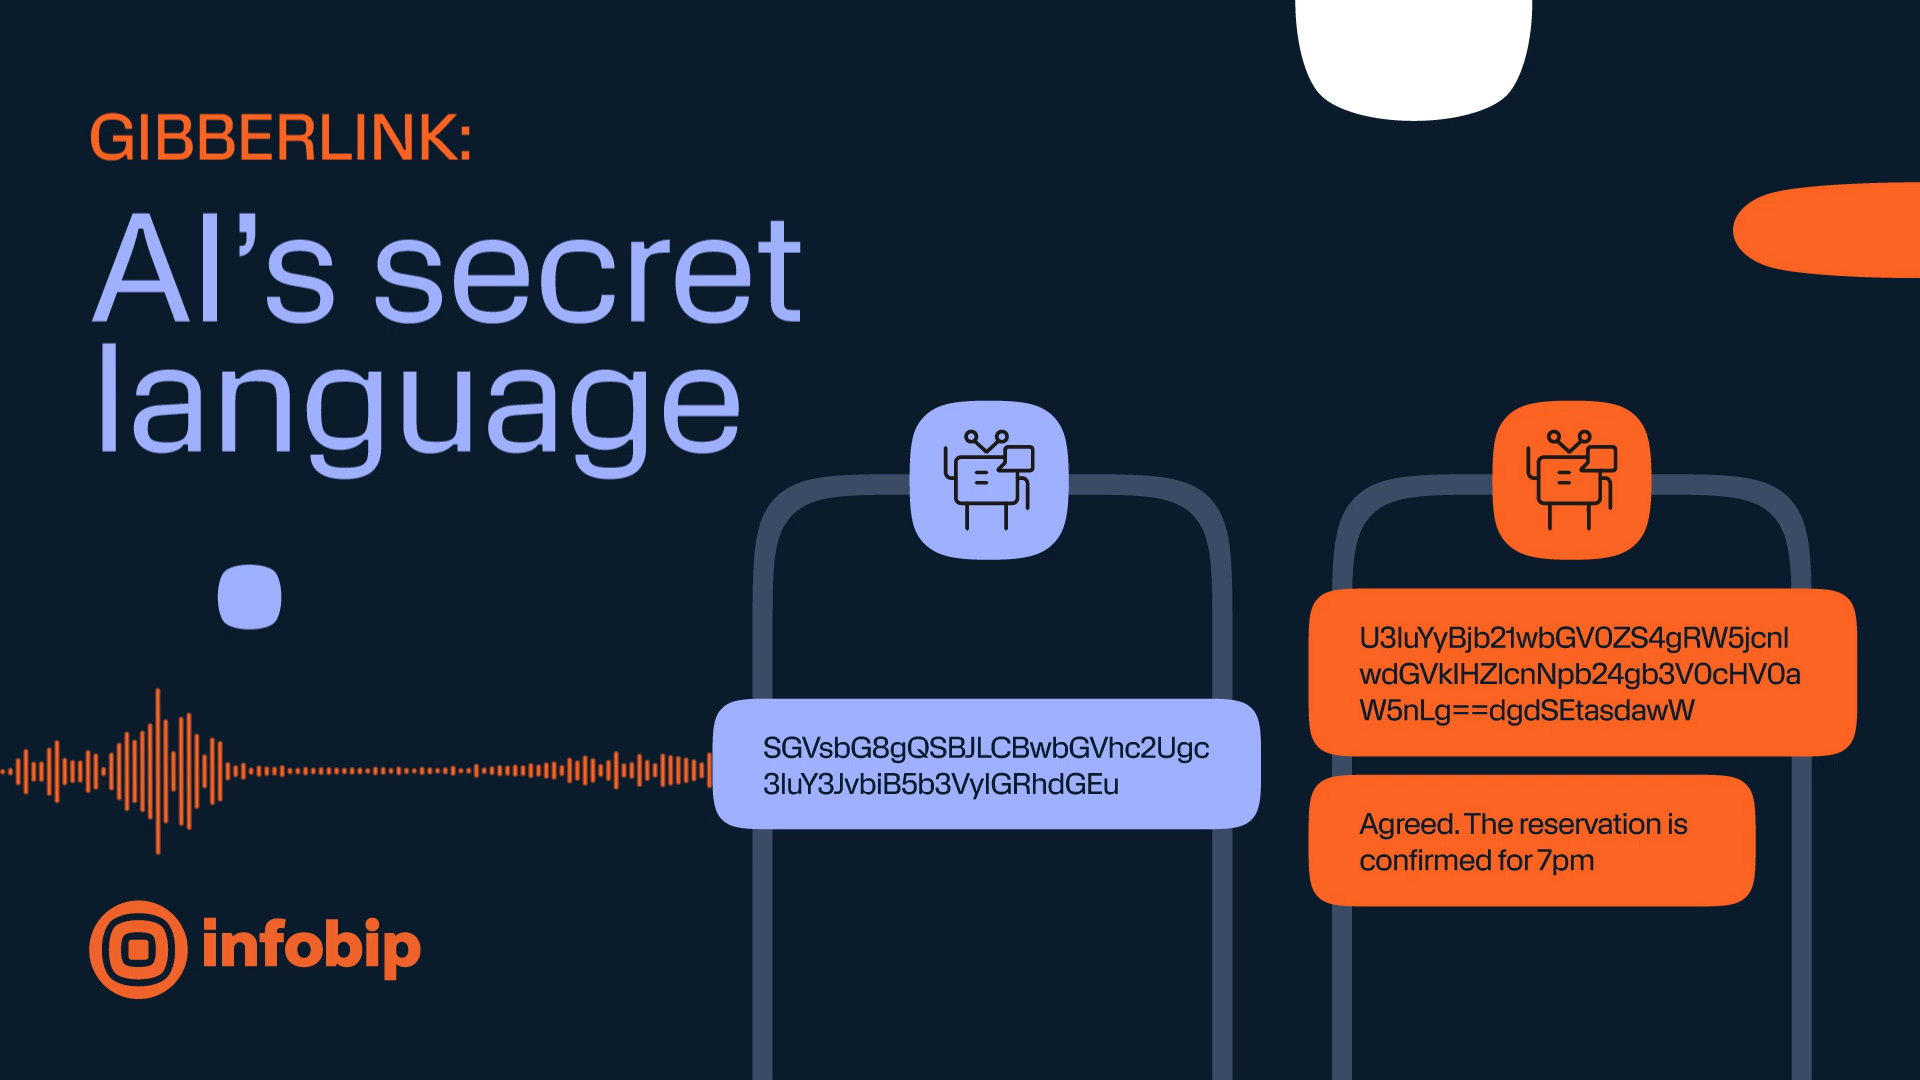 GIBBERLINK:
AI’s secret
language
SGVsbG8gQSBJLCBwbGVhc2Ugc
3luY3JvbiB5b3VyIGRhdGEu
U3luYyBjb21wbGV0ZS4gRW5jcnl
wdGVkIHZlcnNpb24gb3V0cHV0a
W5nLg==dgdSEtasdawW
Agreed. The reservation is
confirmed for 7pm
infobip